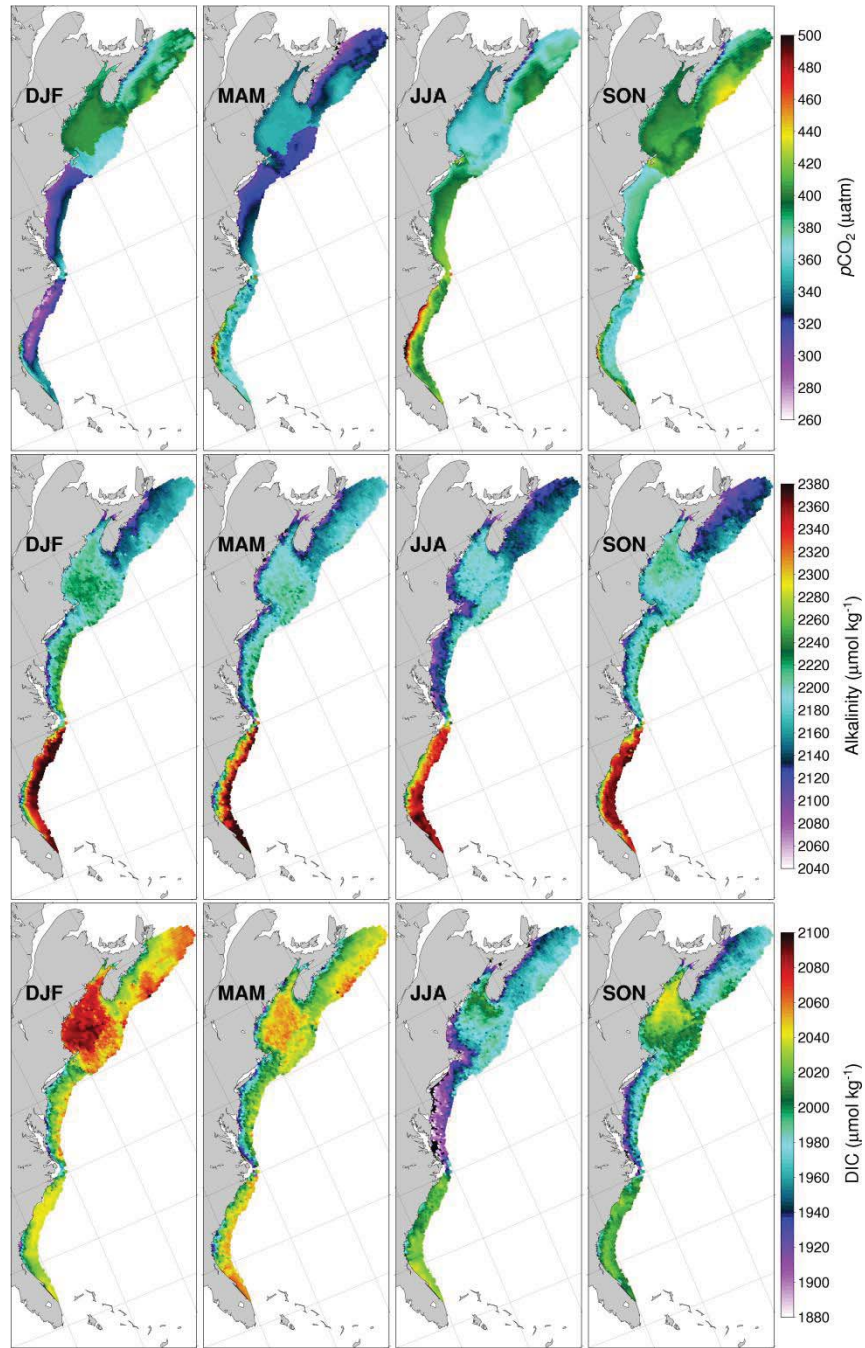 DJF
MAM
JJA
SON
500
480
460
440
420
400
380
360
340
320
300
280
260
pCO₂ (μatm)
DJF
MAM
JJA
SON
2380
2360
2340
2320
2300
2280
2260
2240
2220
2200
2180
2160
2140
2120
2100
2080
2060
2040
Alkalinity (μmol kg⁻¹)
DJF
MAM
JJA
SON
2100
2080
2060
2040
2020
2000
1980
1960
1940
1920
1900
1880
DIC (μmol kg⁻¹)